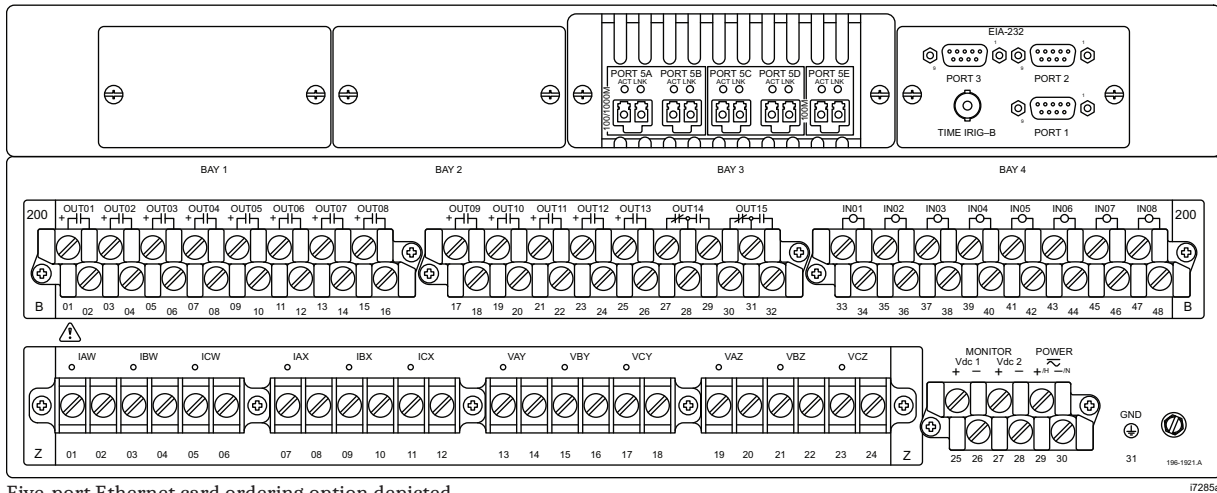 EIA-232
PORT 5A PORT 5B PORT 5C PORT 5D PORT 5E
ACT LNK ACT LNK ACT LNK ACT LNK ACT LNK
100/1000M
100M
1 1
9 9
PORT 3 PORT 2
1
9
TIME IRIG–B PORT 1
BAY 1 BAY 2 BAY 3 BAY 4
200 OUT01 OUT02 OUT03 OUT04 OUT05 OUT06 OUT07 OUT08 OUT09 OUT10 OUT11 OUT12 OUT13 OUT14 OUT15 IN01 IN02 IN03 IN04 IN05 IN06 IN07 IN08 200
+ + + + + + + + + + + + +
B 01 02 03 04 05 06 07 08 09 10 11 12 13 14 15 16 17 18 19 20 21 22 23 24 25 26 27 28 29 30 31 32 33 34 35 36 37 38 39 40 41 42 43 44 45 46 47 48 B
IAW IBW ICW IAX IBX ICX VAY VBY VCY VAZ VBZ VCZ
MONITOR POWER
Vdc 1 Vdc 2
+ − + − +/H −/N
Z 01 02 03 04 05 06 07 08 09 10 11 12 13 14 15 16 17 18 19 20 21 22 23 24 Z
25 26 27 28 29 30
GND
31
196-1921.A
Five-port Ethernet card ordering option depicted
i7285a